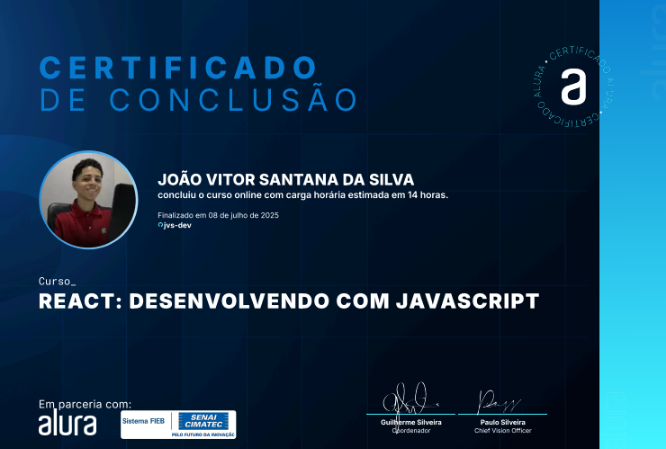 CERTIFICADO
DE CONCLUSÃO
CERTIFICADO ALURA • CERTIFICADO ALURA •
a
JOÃO VITOR SANTANA DA SILVA
concluiu o curso online com carga horária estimada em 14 horas.
Finalizado em 08 de julho de 2025
jvs-dev
Curso_
REACT: DESENVOLVENDO COM JAVASCRIPT
Em parceria com:
alura
Sistema FIEB
SENAI
CIMATEC
PELO FUTURO DA INOVAÇÃO
Guilherme Silveira
Coordenador
Paulo Silveira
Chief Vision Officer
alura